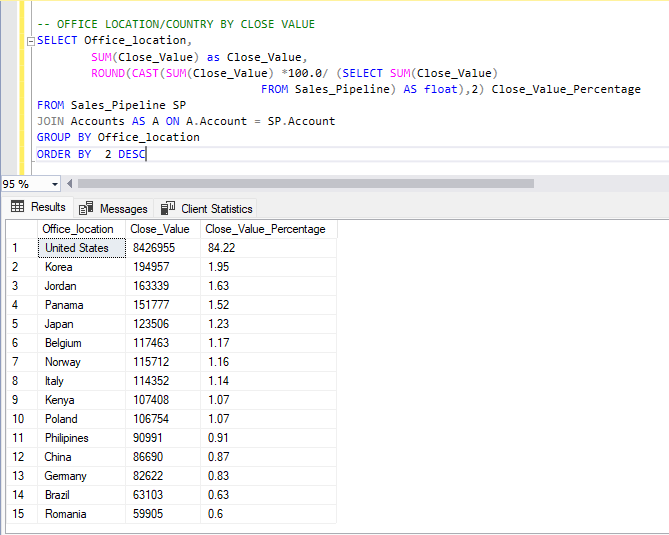 -- OFFICE LOCATION/COUNTRY BY CLOSE VALUE
SELECT Office_location,
SUM(Close_Value) as Close_Value,
ROUND(CAST(SUM(Close_Value) *100.0/ (SELECT SUM(Close_Value)
FROM Sales_Pipeline) AS float),2) Close_Value_Percentage
FROM Sales_Pipeline SP
JOIN Accounts AS A ON A.Account = SP.Account
GROUP BY Office_location
ORDER BY  2 DESC
95 %
Results Messages Client Statistics
Office_location Close_Value Close_Value_Percentage
1 United States 8426955 84.22
2 Korea 194957 1.95
3 Jordan 163339 1.63
4 Panama 151777 1.52
5 Japan 123506 1.23
6 Belgium 117463 1.17
7 Norway 115712 1.16
8 Italy 114352 1.14
9 Kenya 107408 1.07
10 Poland 106754 1.07
11 Philipines 90991 0.91
12 China 86690 0.87
13 Germany 82622 0.83
14 Brazil 63103 0.63
15 Romania 59905 0.6